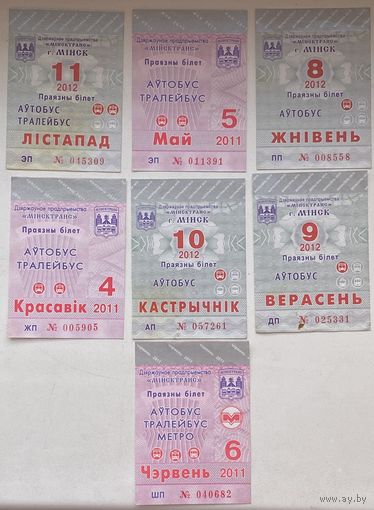 Дзяржаўнае прадпрыемства
«МІНСКТРАНС»
г. МІНСК
11
2012
Праязны білет
АЎТОБУС
ТРАЛЕЙБУС
ЛІСТАПАД
ЭП № 045309
Дзяржаўнае прадпрыемства
«МІНСКТРАНС»
Праязны білет
АЎТОБУС
ТРАЛЕЙБУС
5
Май 2011
ЭП № 011391
Дзяржаўнае прадпрыемства
«МІНСКТРАНС»
г. МІНСК
8
2012
Праязны білет
АЎТОБУС
ЖНІВЕНЬ
ПП № 008558
Дзяржаўнае прадпрыемства
«МІНСКТРАНС»
Праязны білет
АЎТОБУС
ТРАЛЕЙБУС
4
Красавік 2011
ЖП № 005905
Дзяржаўнае прадпрыемства
«МІНСКТРАНС»
г. МІНСК
10
2012
Праязны білет
АЎТОБУС
КАСТРЫЧНІК
АП № 057261
Дзяржаўнае прадпрыемства
«МІНСКТРАНС»
г. МІНСК
9
2012
Праязны білет
АЎТОБУС
ВЕРАСЕНЬ
ДП № 025331
Дзяржаўнае прадпрыемства
«МІНСКТРАНС»
Праязны білет
АЎТОБУС
ТРАЛЕЙБУС
МЕТРО
6
Чэрвень 2011
ШП № 040682
www.ay.by